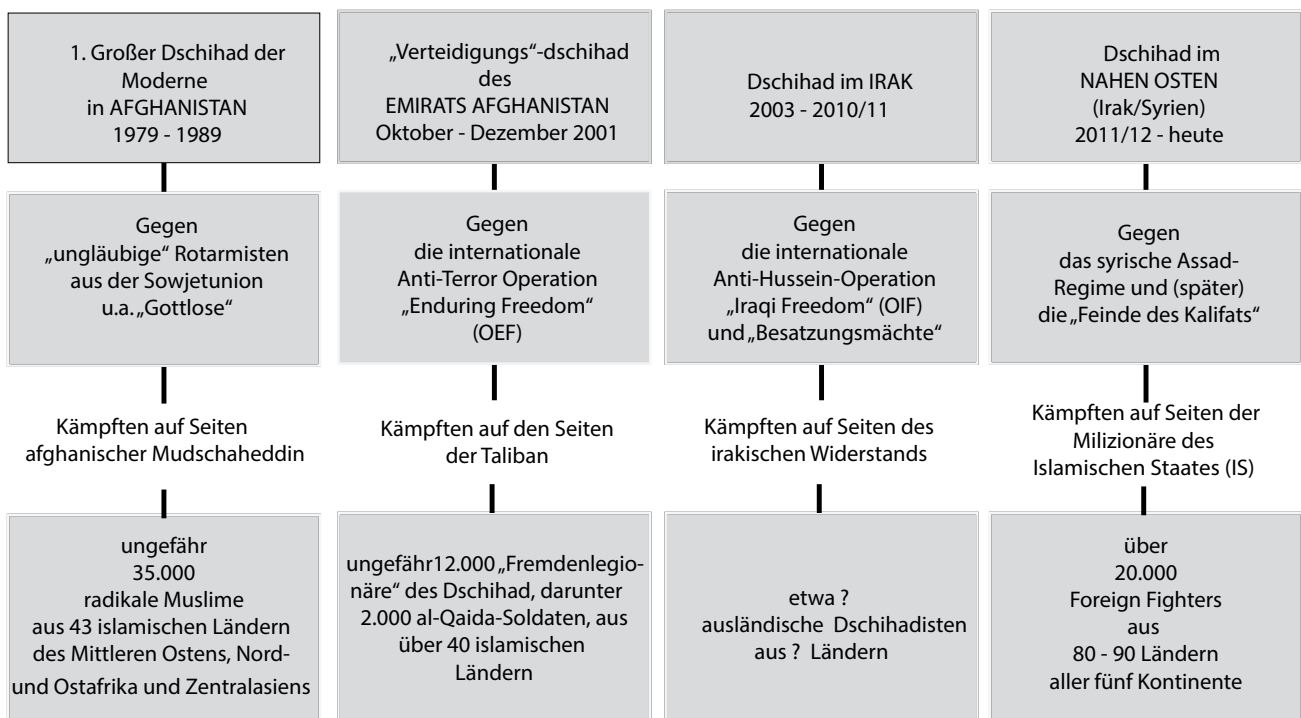 1. Großer Dschihad der
Moderne
in AFGHANISTAN
1979 - 1989
Gegen
„ungläubige“ Rotarmisten
aus der Sowjetunion
u.a. „Gottlose“
Kämpften auf Seiten
afghanischer Mudschaheddin
ungefähr
35.000
radikale Muslime
aus 43 islamischen Ländern
des Mittleren Ostens, Nord-
und Ostafrika und Zentralasiens
„Verteidigungs“-dschihad
des
EMIRATS AFGHANISTAN
Oktober - Dezember 2001
Gegen
die internationale
Anti-Terror Operation
„Enduring Freedom“
(OEF)
Kämpften auf den Seiten
der Taliban
ungefähr12.000 „Fremdenlegio-
näre“ des Dschihad, darunter
2.000 al-Qaida-Soldaten, aus
über 40 islamischen
Ländern
Dschihad im IRAK
2003 - 2010/11
Gegen
die internationale
Anti-Hussein-Operation
„Iraqi Freedom“ (OIF)
und „Besatzungsmächte“
Kämpften auf Seiten des
irakischen Widerstands
etwa ?
ausländische Dschihadisten
aus ? Ländern
Dschihad im
NAHEN OSTEN
(Irak/Syrien)
2011/12 - heute
Gegen
das syrische Assad-
Regime und (später)
die „Feinde des Kalifats“
Kämpften auf Seiten der
Milizionäre des
Islamischen Staates (IS)
über
20.000
Foreign Fighters
aus
80 - 90 Ländern
aller fünf Kontinente